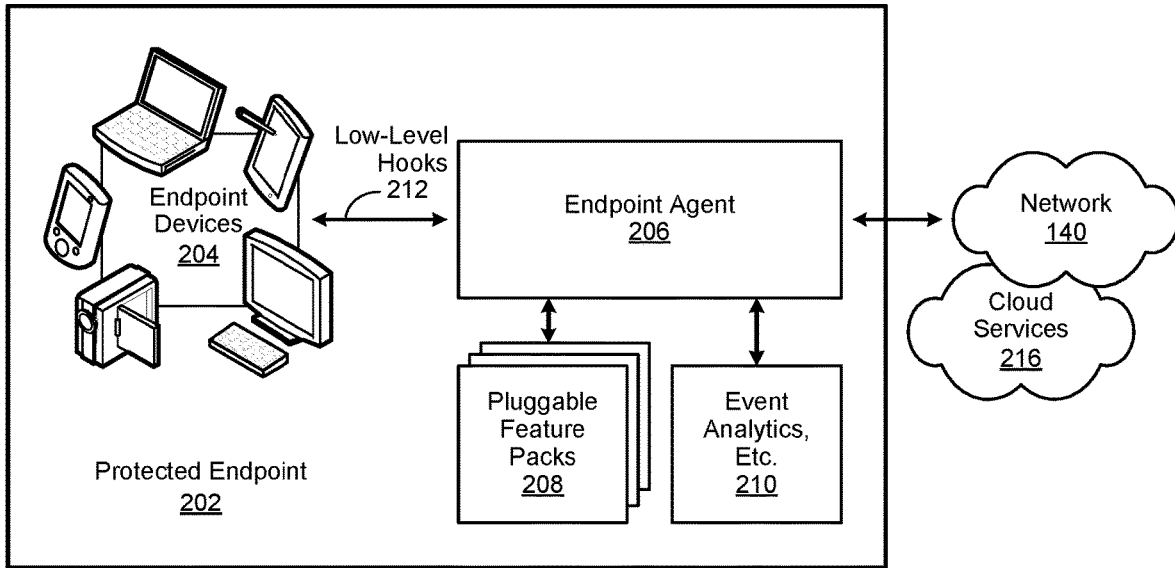 Low-Level
Hooks
212
Endpoint
Devices
204
Endpoint Agent
206
Network
140
Cloud
Services
216
Pluggable
Feature
Packs
208
Event
Analytics,
Etc.
210
Protected Endpoint
202